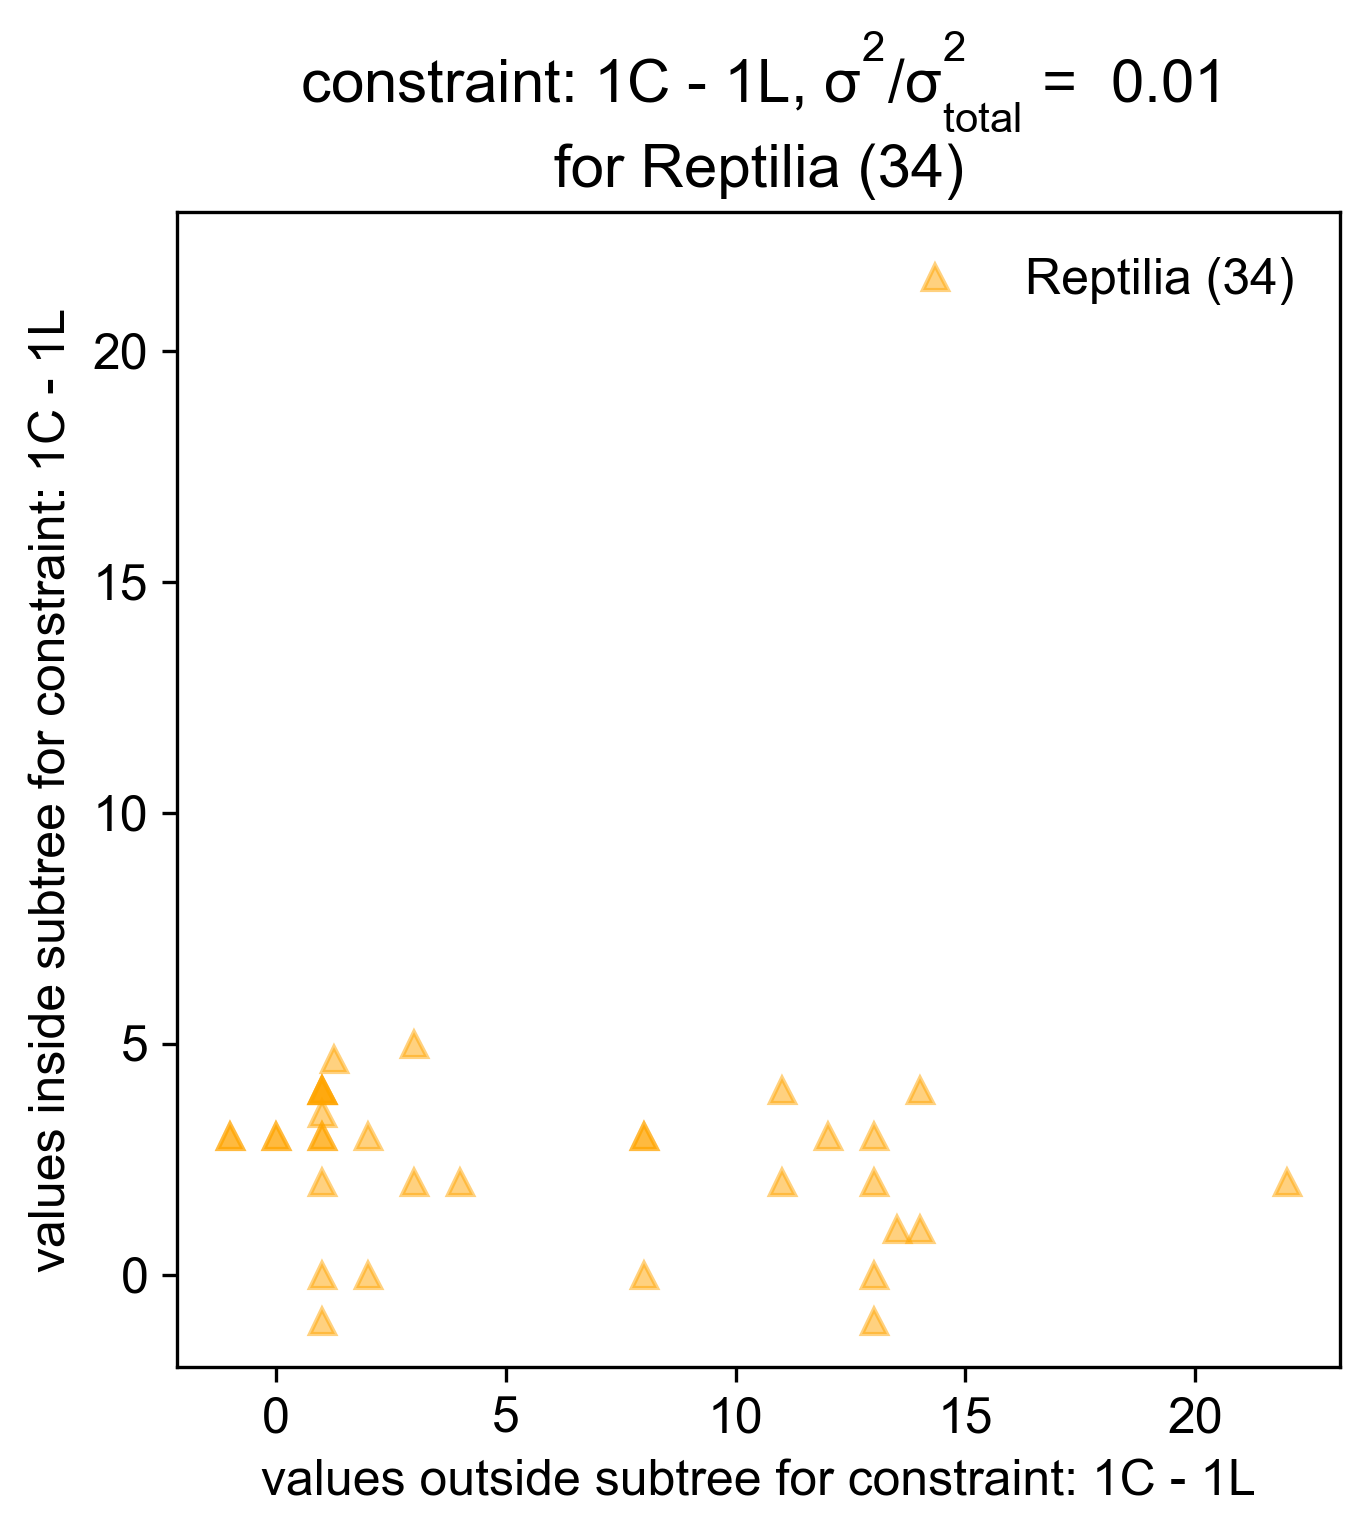 constraint: 1C - 1L, σ²/σ²_total = 0.01
for Reptilia (34)
Reptilia (34)
values inside subtree for constraint: 1C - 1L
20
15
10
5
0
0 5 10 15 20
values outside subtree for constraint: 1C - 1L